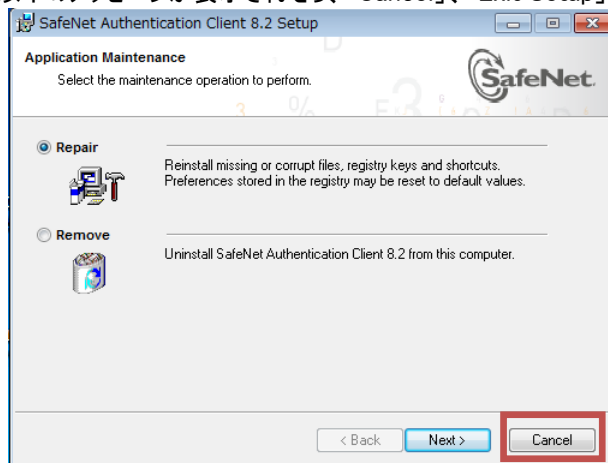 SafeNet Authentication Client 8.2 Setup
Application Maintenance
Select the maintenance operation to perform.
SafeNet.
Repair
Reinstall missing or corrupt files, registry keys and shortcuts.
Preferences stored in the registry may be reset to default values.
Remove
Uninstall SafeNet Authentication Client 8.2 from this computer.
< Back
Next >
Cancel